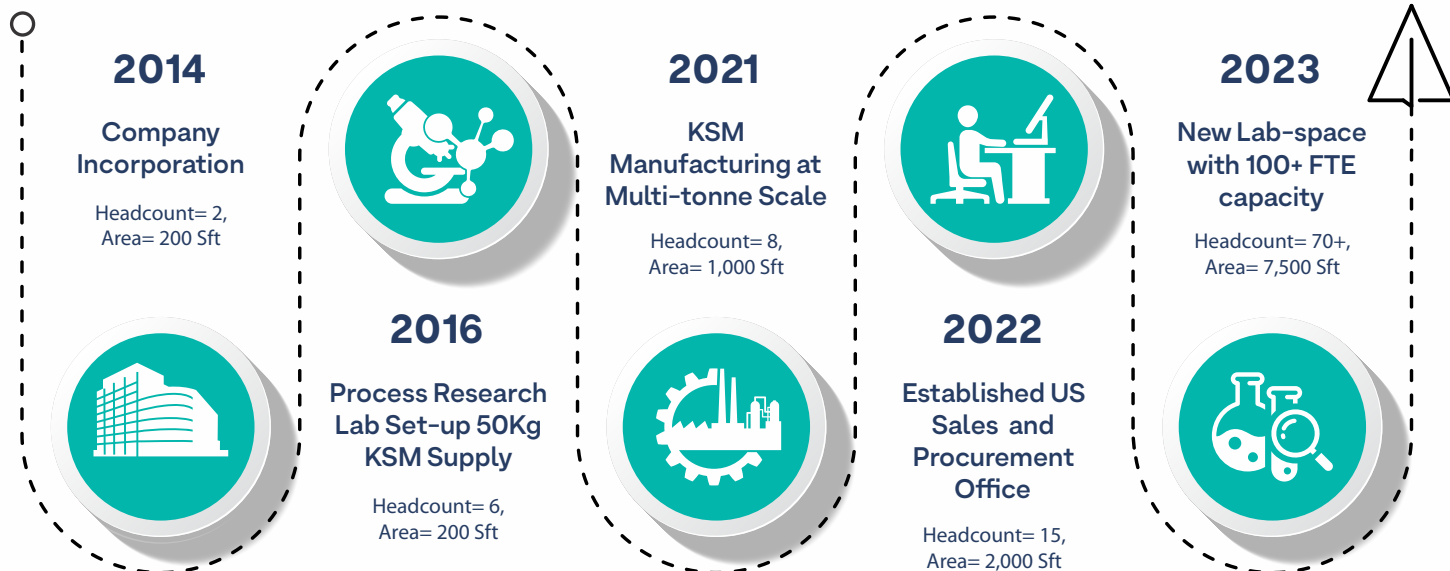 2014
Company
Incorporation
Headcount= 2,
Area= 200 Sft
2016
Process Research
Lab Set-up 50Kg
KSM Supply
Headcount= 6,
Area= 200 Sft
2021
KSM
Manufacturing at
Multi-tonne Scale
Headcount= 8,
Area= 1,000 Sft
2022
Established US
Sales and
Procurement
Office
Headcount= 15,
Area= 2,000 Sft
2023
New Lab-space
with 100+ FTE
capacity
Headcount= 70+,
Area= 7,500 Sft